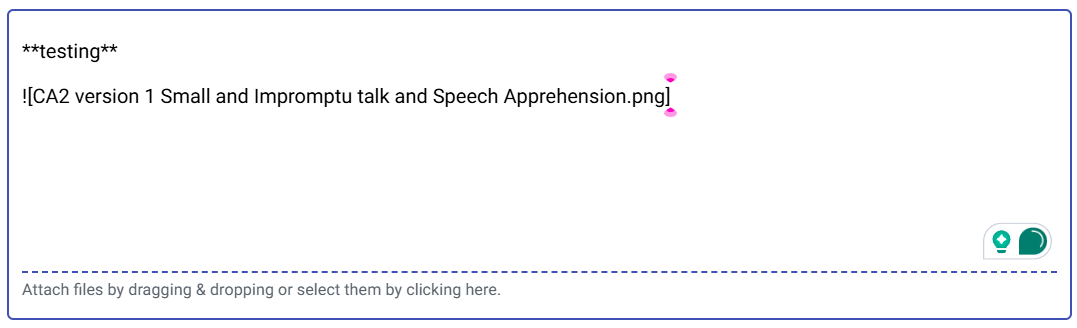 **testing**
![CA2 version 1 Small and Impromptu talk and Speech Apprehension.png]
Attach files by dragging & dropping or select them by clicking here.